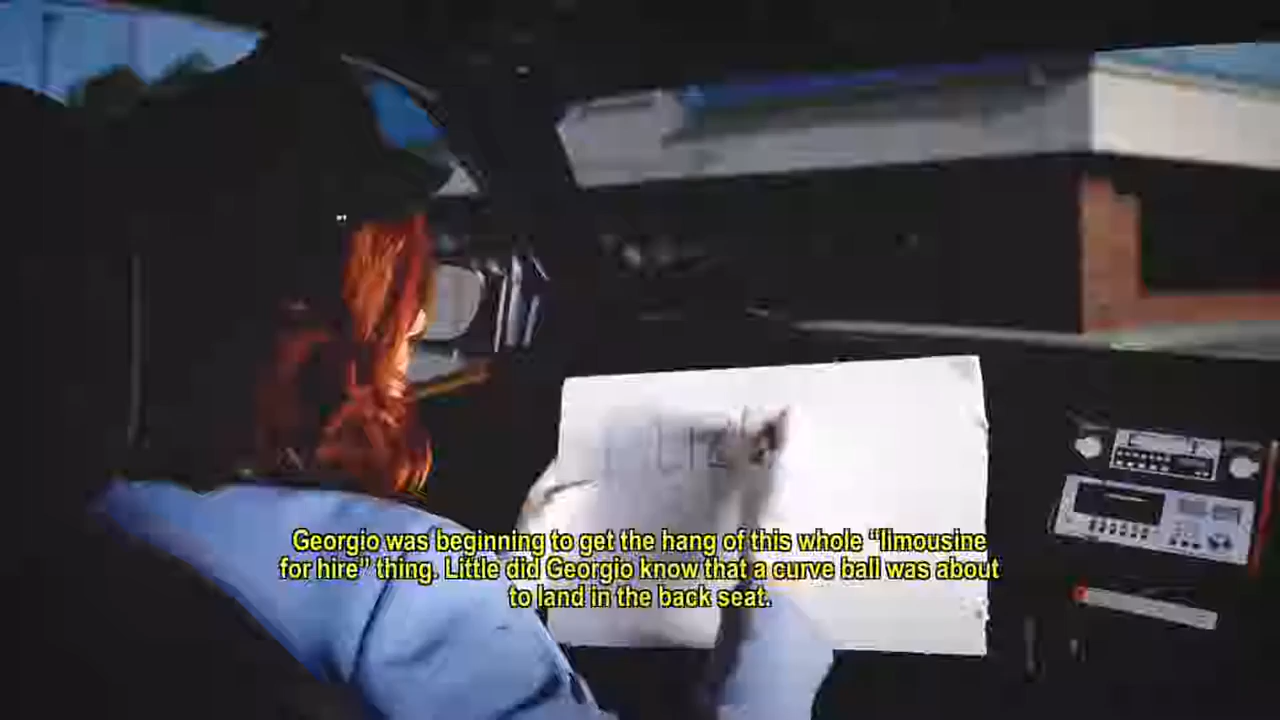 Georgio was beginning to get the hang of this whole “limousine
for hire” thing. Little did Georgio know that a curve ball was about
to land in the back seat.